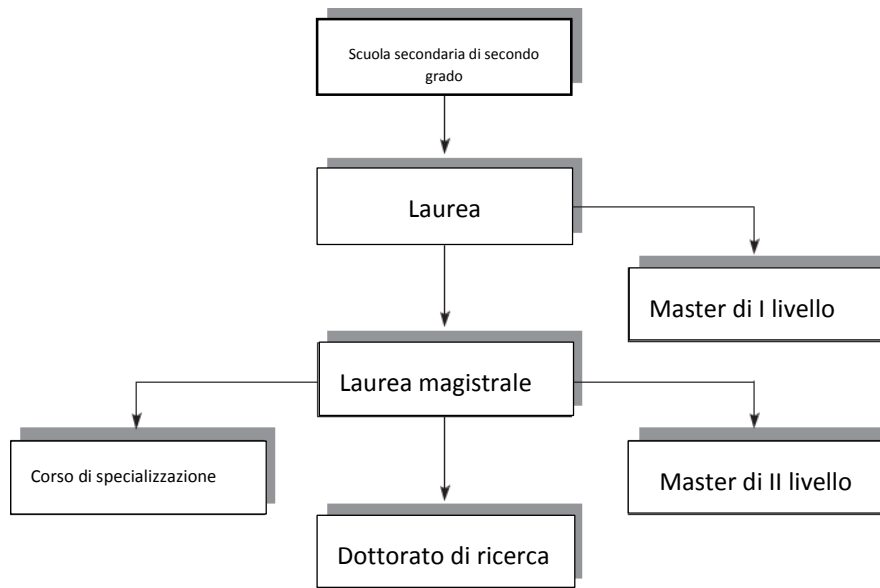 Scuola secondaria di secondo
grado
Laurea
Master di I livello
Laurea magistrale
Corso di specializzazione
Master di II livello
Dottorato di ricerca